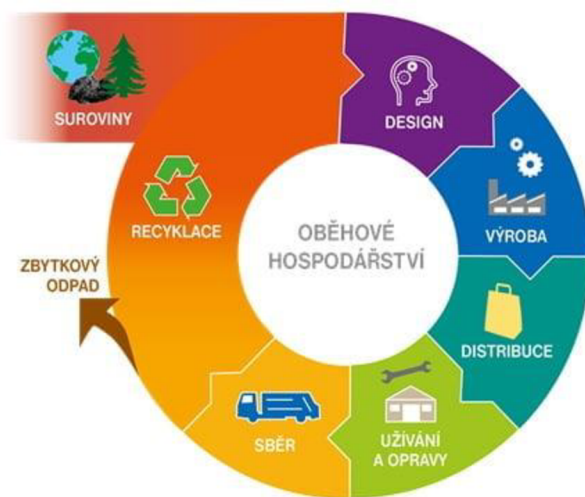 SUROVINY
DESIGN
VÝROBA
DISTRIBUCE
UŽÍVÁNÍ
A OPRAVY
SBĚR
ZBYTKOVÝ
ODPAD
RECYKLACE
OBĚHOVÉ
HOSPODÁŘSTVÍ